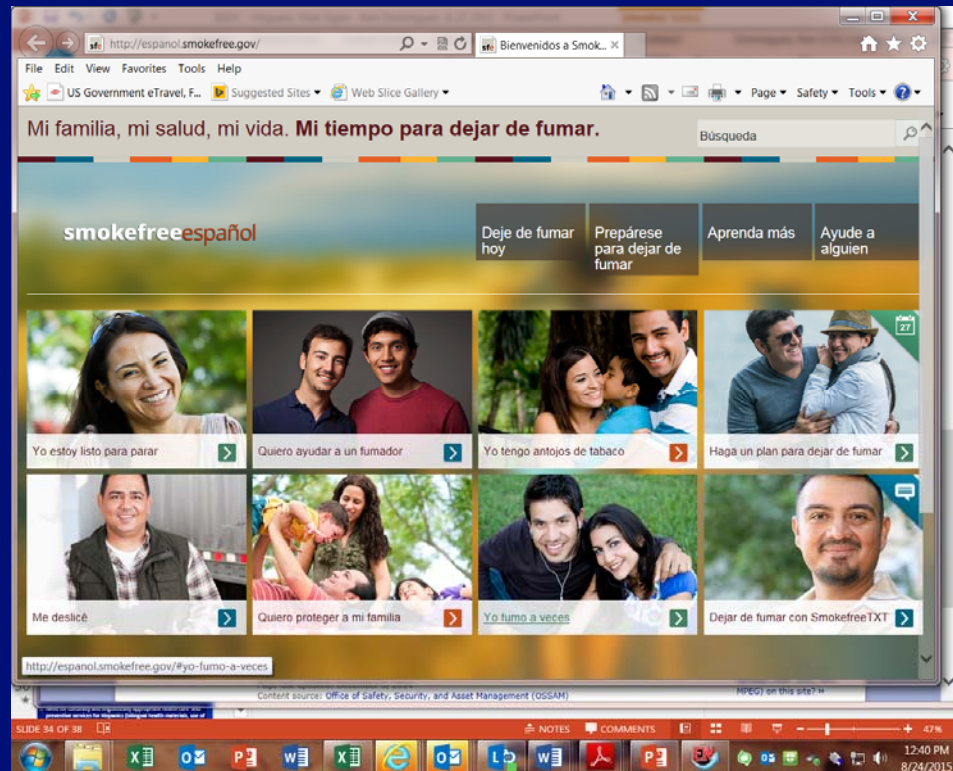 http://espanol.smokefree.gov/
Bienvenidos a Smok...
File Edit View Favorites Tools Help
US Government eTravel, F... Suggested Sites Web Slice Gallery Page Safety Tools
Mi familia, mi salud, mi vida. Mi tiempo para dejar de fumar.
Búsqueda
smokefreeespañol
Deje de fumar hoy
Prepárese para dejar de fumar
Aprenda más
Ayude a alguien
27
Yo estoy listo para parar
Quiero ayudar a un fumador
Yo tengo antojos de tabaco
Haga un plan para dejar de fumar
Me deslicé
Quiero proteger a mi familia
Yo fumo a veces
Dejar de fumar con SmokefreeTXT
http://espanol.smokefree.gov/#yo-fumo-a-veces
Content source: Office of Safety, Security, and Asset Management (OSSAM)
MPEG) on this site? »
SLIDE 34 OF 38 NOTES COMMENTS 47%
12:40 PM
8/24/2015